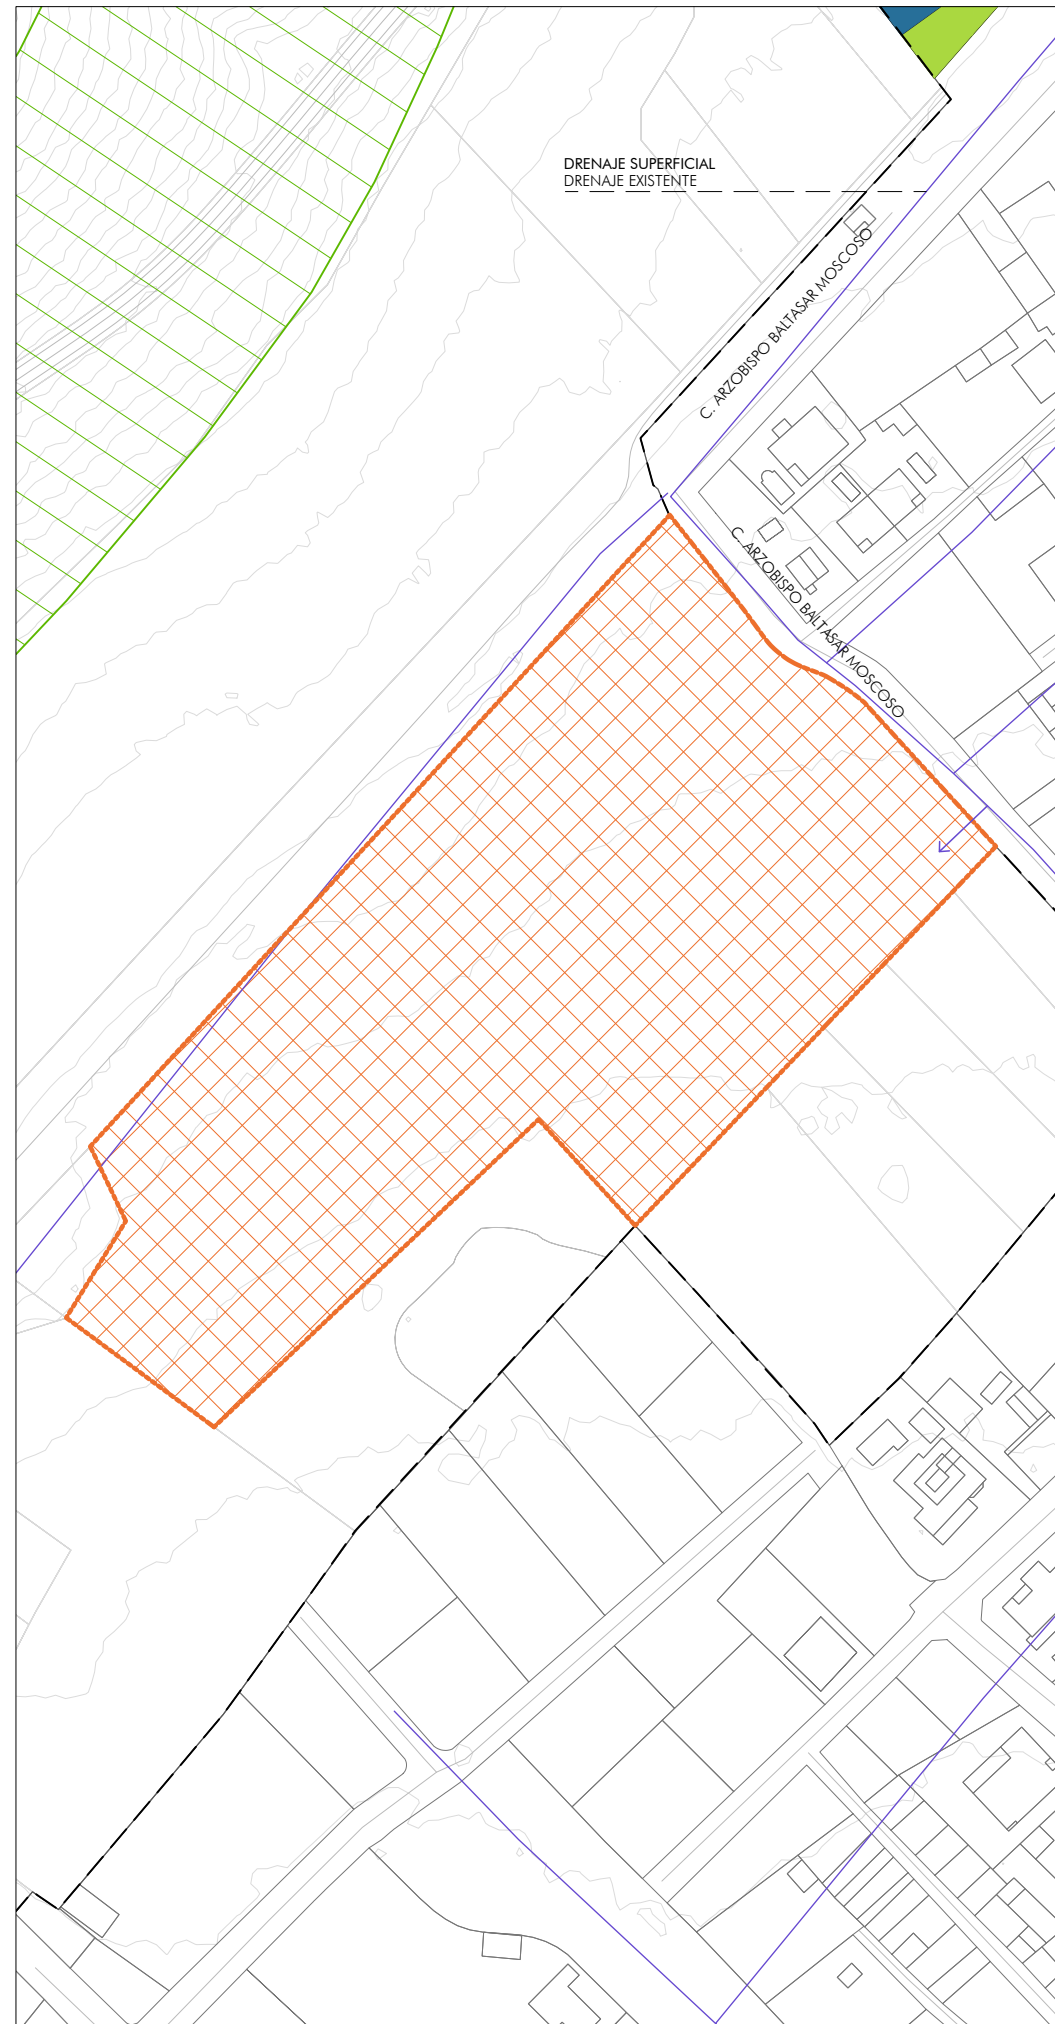 DRENAJE SUPERFICIAL
DRENAJE EXISTENTE
C. ARZOBISPO BALTASAR MOSCOSO
C. ARZOBISPO BALTASAR MOSCOSO